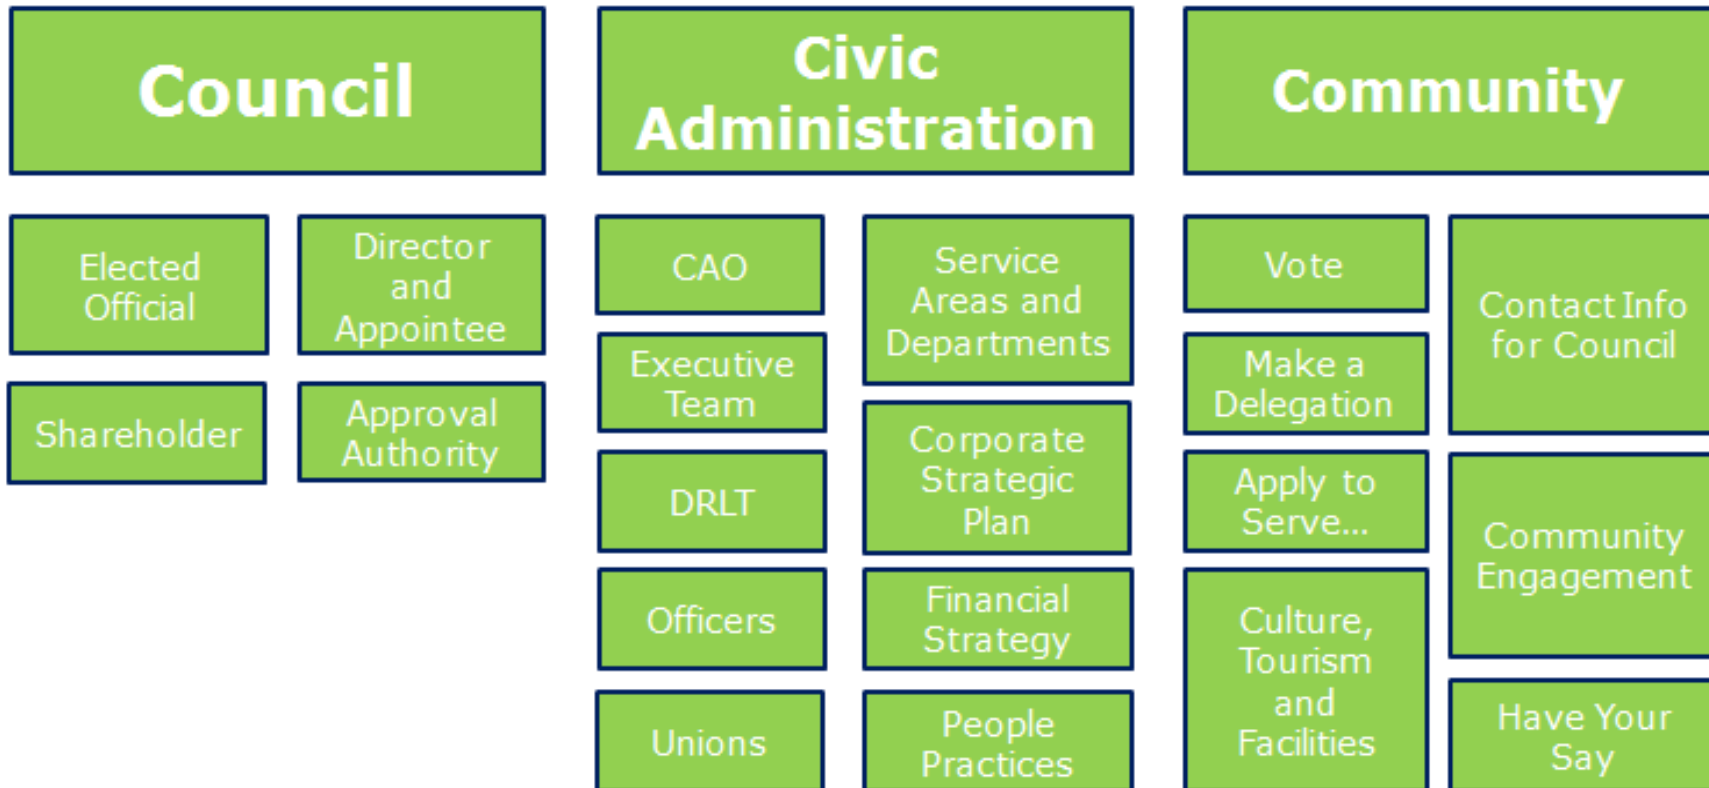 Council
Civic
Administration
Community
Elected
Official
Director
and
Appointee
Shareholder
Approval
Authority
CAO
Service
Areas and
Departments
Executive
Team
Corporate
Strategic
Plan
DRLT
Officers
Financial
Strategy
Unions
People
Practices
Vote
Contact Info
for Council
Make a
Delegation
Apply to
Serve...
Community
Engagement
Culture,
Tourism
and
Facilities
Have Your
Say